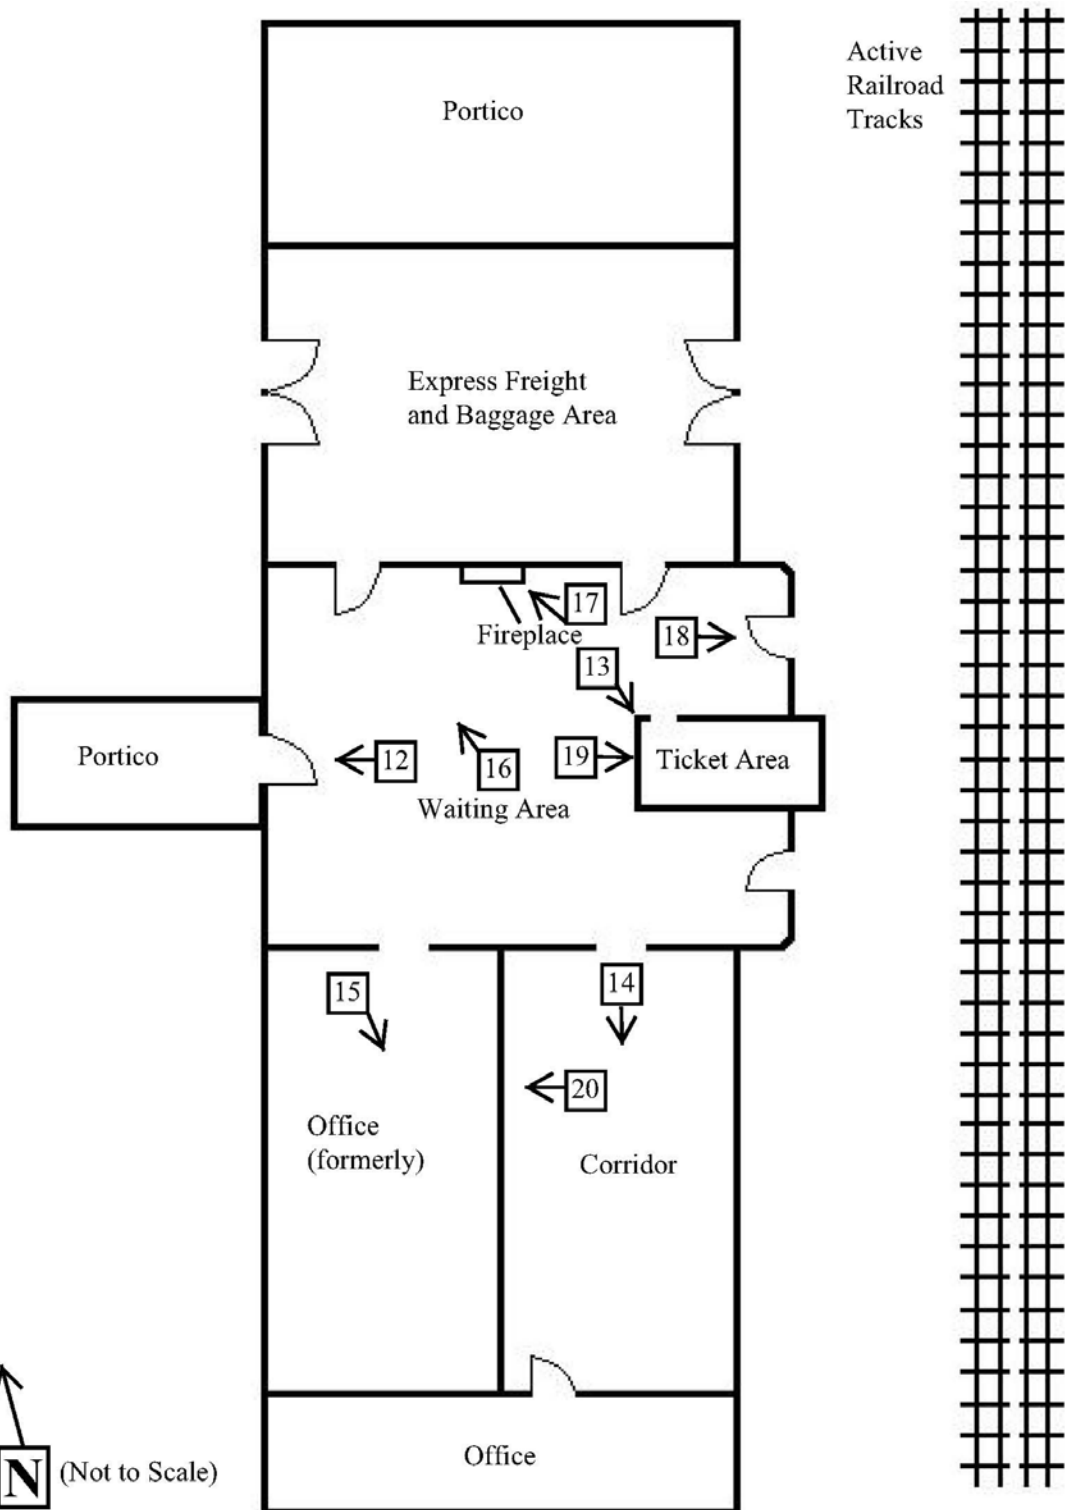 Portico
Active
Railroad
Tracks
Express Freight
and Baggage Area
17
Fireplace
18
13
Portico
12
16
19
Ticket Area
Waiting Area
15
14
20
Office
(formerly)
Corridor
Office
N (Not to Scale)